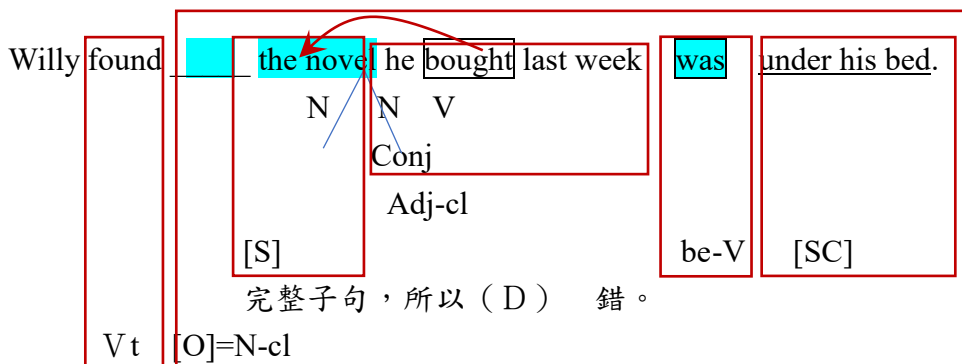 Willy found _____ the novel he bought last week was under his bed.
N N V
Conj
Adj-cl
[S] be-V [SC]
完整子句，所以（Ｄ） 錯。
Ｖt [O]=N-cl